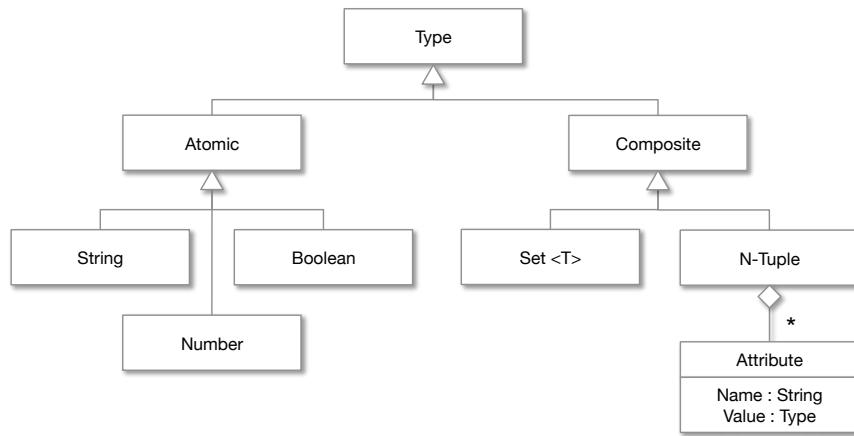 Type
Atomic
Composite
String
Boolean
Set <T>
N-Tuple
Number
*
Attribute
Name : String
Value : Type